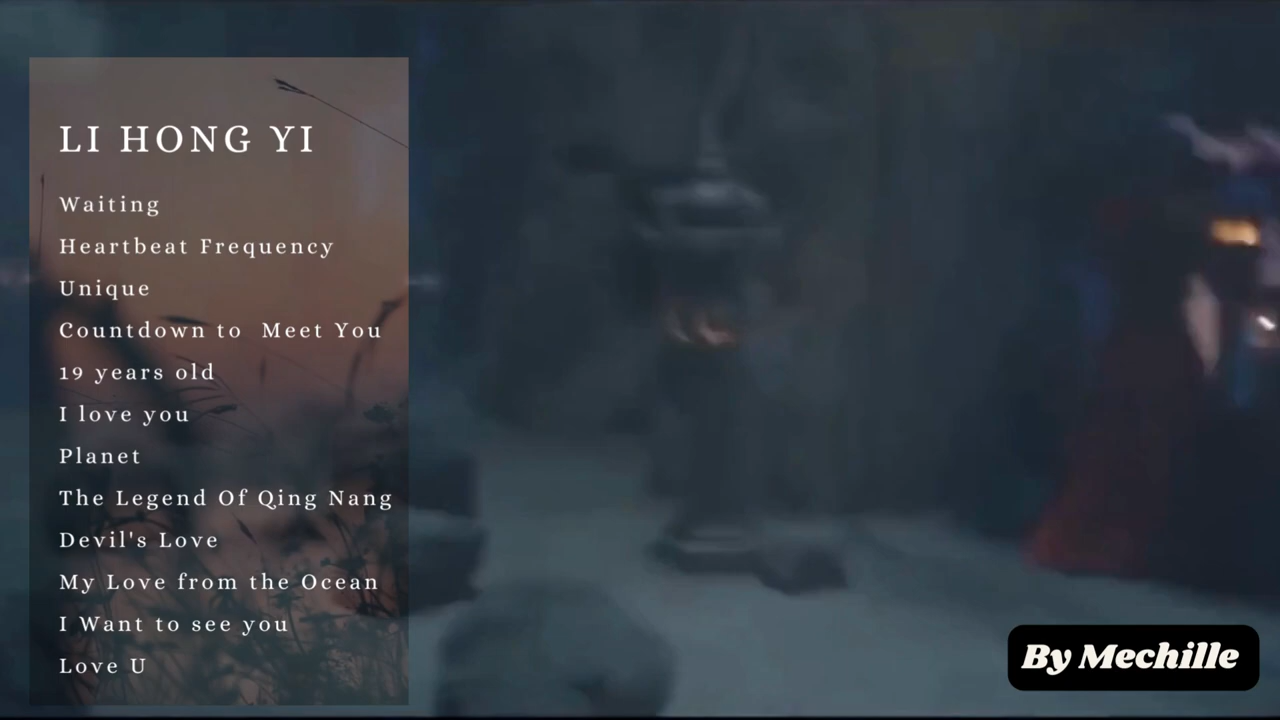 LI HONG YI
Waiting
Heartbeat Frequency
Unique
Countdown to  Meet You
19 years old
I love you
Planet
The Legend Of Qing Nang
Devil's Love
My Love from the Ocean
I Want to see you
Love U
By Mechille